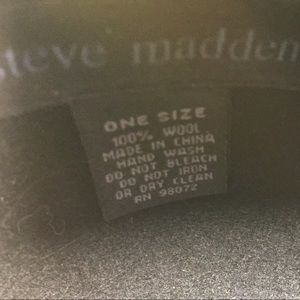 steve madden
ONE SIZE
100% WOOL
MADE IN CHINA
HAND WASH
DO NOT BLEACH
DO NOT IRON
OR DRY CLEAN
RN 98072